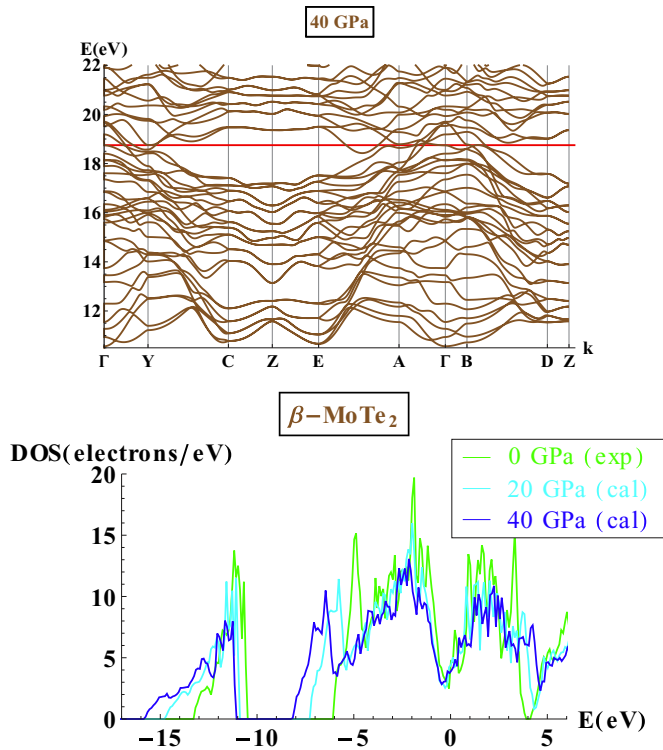 40 GPa
E(eV)
22
20
18
16
14
12
Γ Y C Z E A Γ B D Z k
β−MoTe₂
DOS(electrons/eV)
0 GPa (exp)
20 GPa (cal)
40 GPa (cal)
20
15
10
5
0
−15 −10 −5 0 5 E(eV)